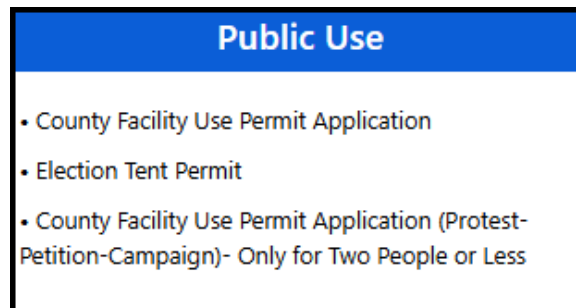 Public Use
• County Facility Use Permit Application
• Election Tent Permit
• County Facility Use Permit Application (Protest-
Petition-Campaign)- Only for Two People or Less